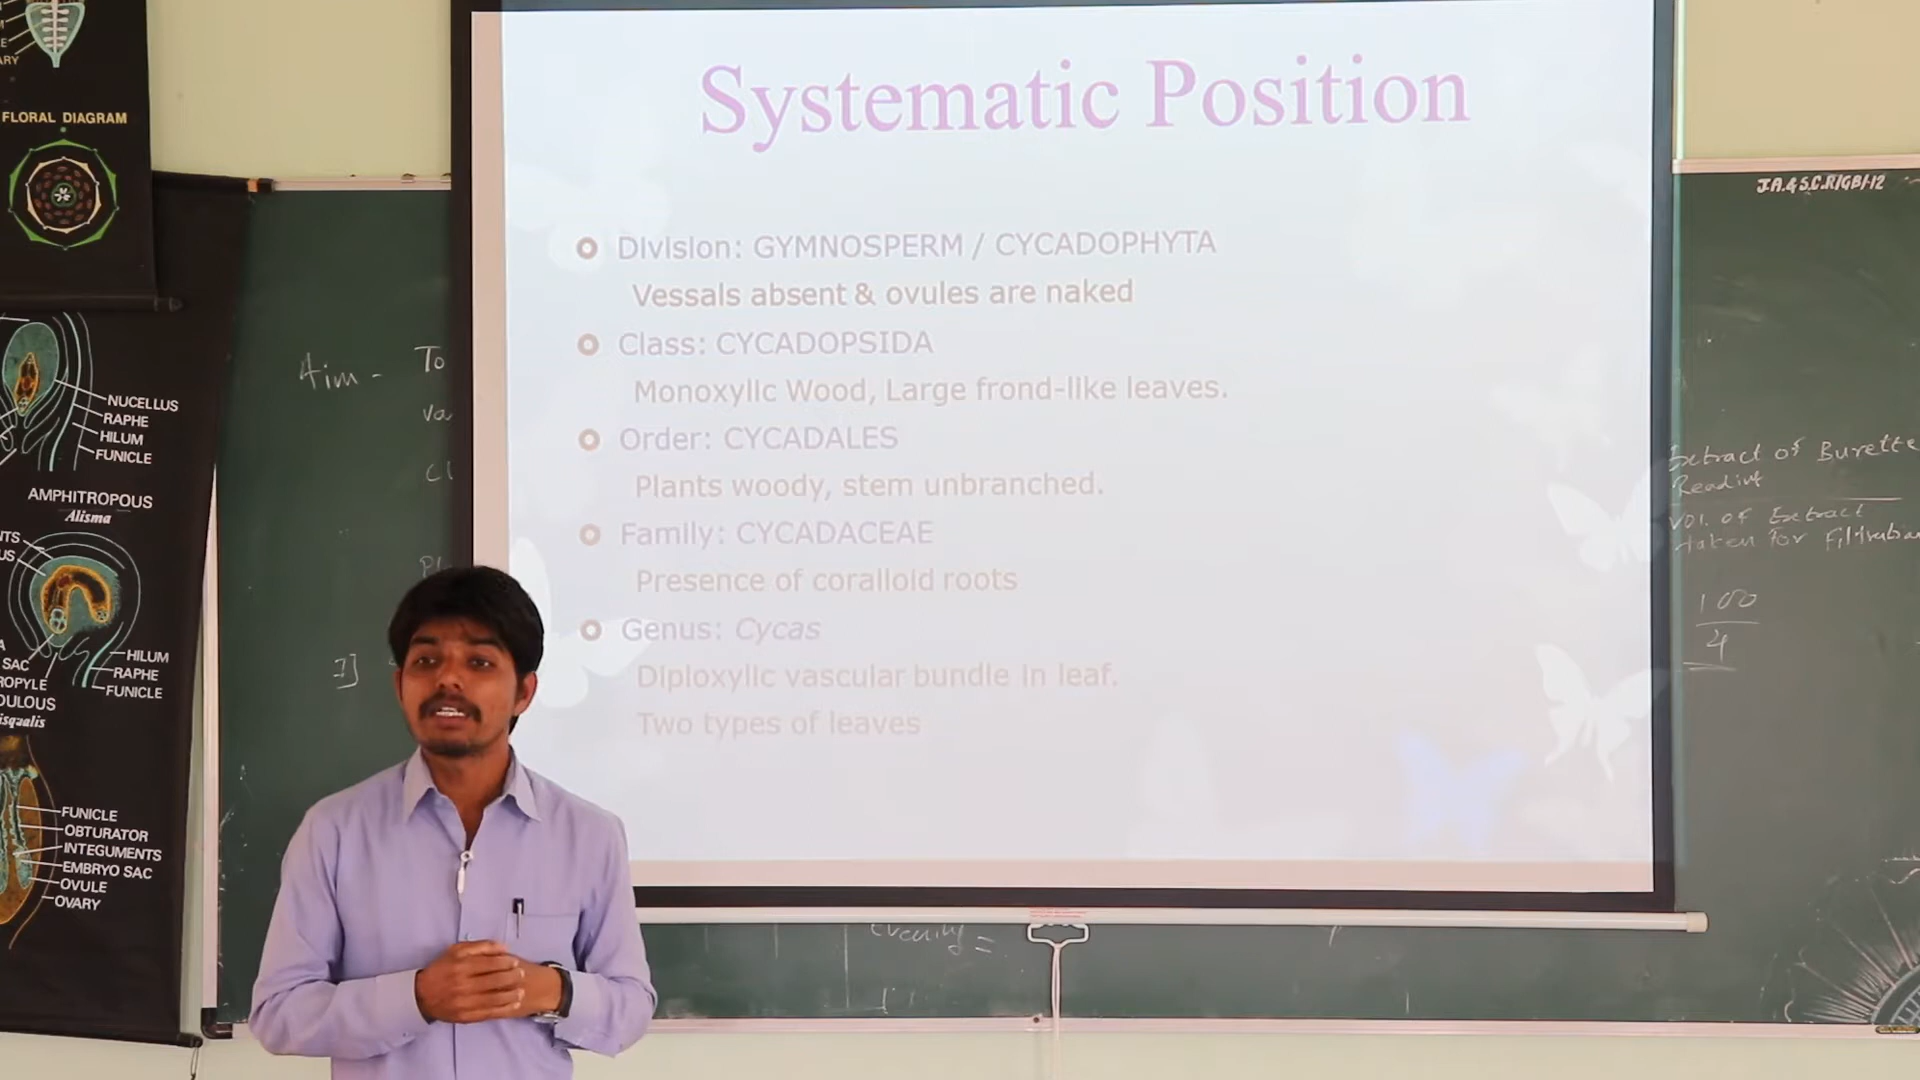 ARY
FLORAL DIAGRAM
NUCELLUS
RAPHE
HILUM
FUNICLE
AMPHITROPOUS
Alisma
HILUM
RAPHE
FUNICLE
SAC
FUNICLE
OBTURATOR
INTEGUMENTS
EMBRYO SAC
OVULE
OVARY
Aim - To
Systematic Position
Division: GYMNOSPERM / CYCADOPHYTA
Vessals absent & ovules are naked
Class: CYCADOPSIDA
Monoxylic Wood, Large frond-like leaves.
Order: CYCADALES
Plants woody, stem unbranched.
Family: CYCADACEAE
Presence of coralloid roots
Genus: Cycas
Diploxylic vascular bundle in leaf.
Two types of leaves
evening =
Extract of Burette
Vol. of Extract
taken for
100
4